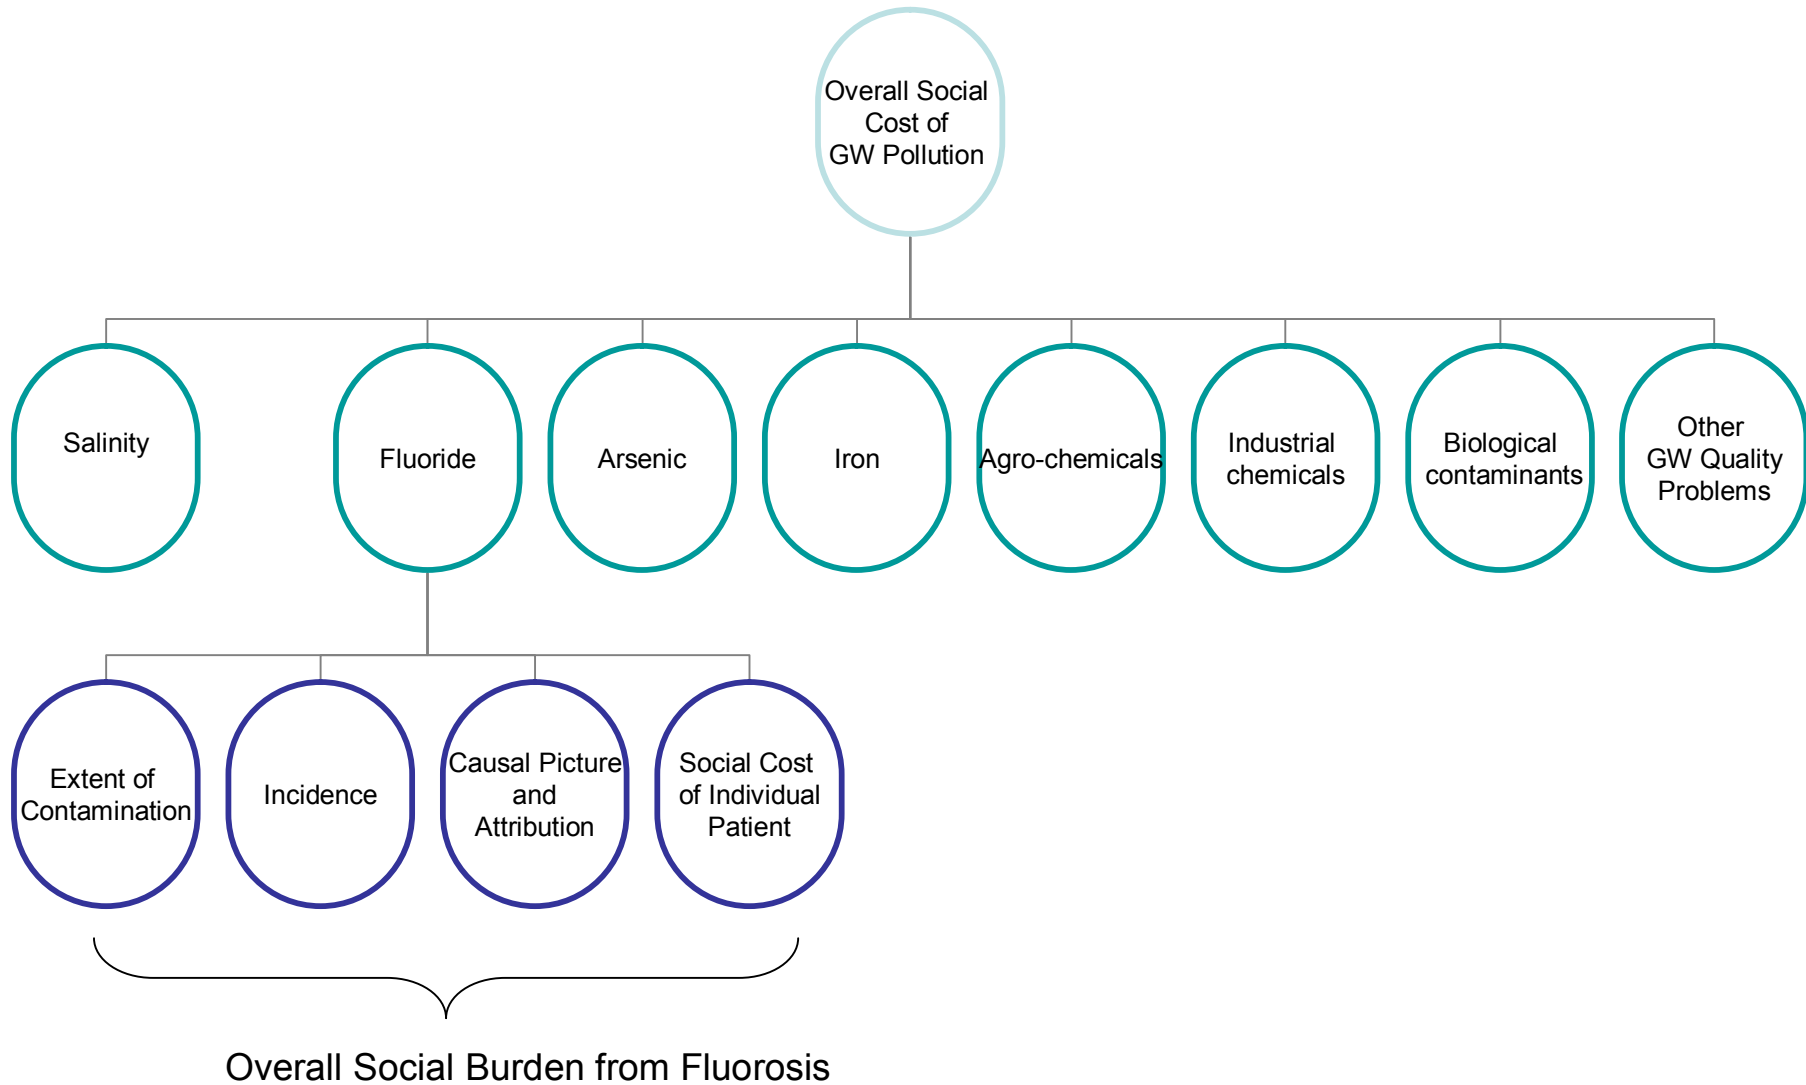 Overall Social
Cost of
GW Pollution
Salinity
Fluoride
Arsenic
Iron
Agro-chemicals
Industrial
chemicals
Biological
contaminants
Other
GW Quality
Problems
Extent of
Contamination
Incidence
Causal Picture
and
Attribution
Social Cost
of Individual
Patient
Overall Social Burden from Fluorosis